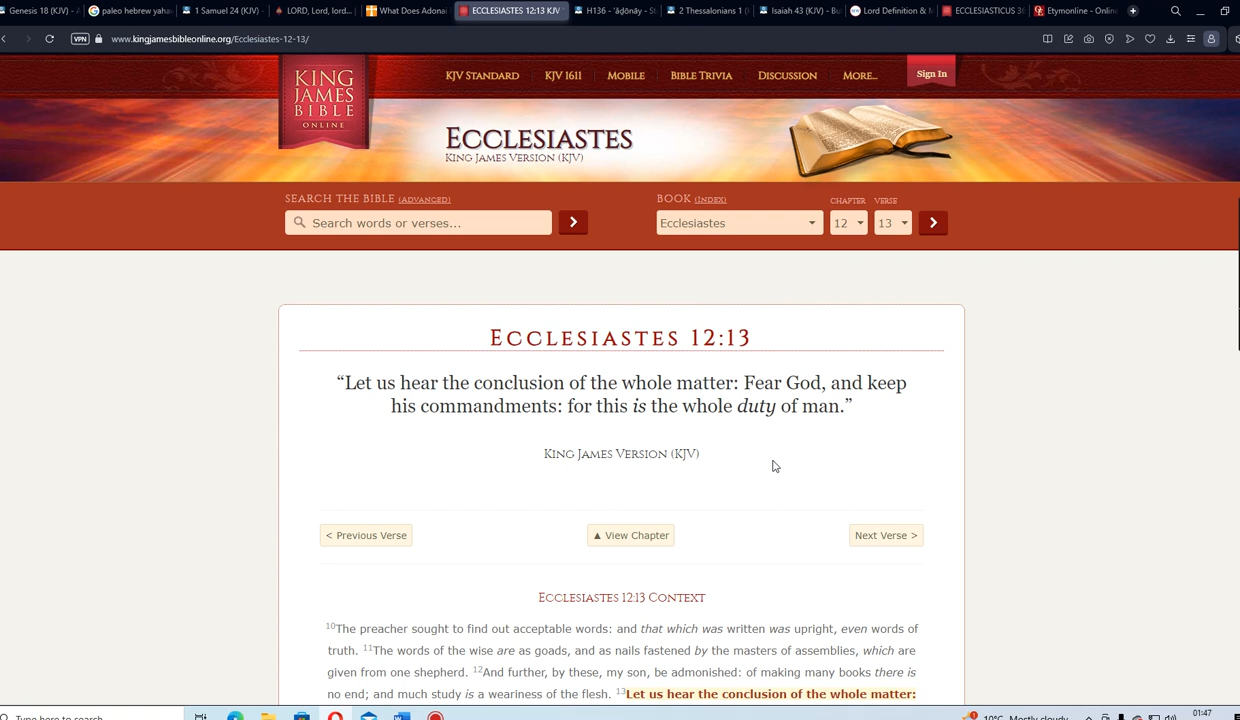 Genesis 18 (KJV) - A
paleo hebrew yaha
1 Samuel 24 (KJV) -
LORD, Lord, lord... |
What Does Adonai
ECCLESIASTES 12:13 KJV
H136 - 'ăḏōnāy - St
2 Thessalonians 1 (
Isaiah 43 (KJV) - Bu
Lord Definition & M
ECCLESIASTICUS 3
Etymonline - Online
VPN www.kingjamesbibleonline.org/Ecclesiastes-12-13/
KING JAMES BIBLE ONLINE
KJV STANDARD KJV 1611 MOBILE BIBLE TRIVIA DISCUSSION MORE... Sign In
ECCLESIASTES
KING JAMES VERSION (KJV)
SEARCH THE BIBLE (ADVANCED) BOOK (INDEX) CHAPTER VERSE
Search words or verses... Ecclesiastes 12 13
ECCLESIASTES 12:13
“Let us hear the conclusion of the whole matter: Fear God, and keep
his commandments: for this is the whole duty of man.”
KING JAMES VERSION (KJV)
< Previous Verse ▲ View Chapter Next Verse >
ECCLESIASTES 12:13 CONTEXT
10The preacher sought to find out acceptable words: and that which was written was upright, even words of
truth. 11The words of the wise are as goads, and as nails fastened by the masters of assemblies, which are
given from one shepherd. 12And further, by these, my son, be admonished: of making many books there is
no end; and much study is a weariness of the flesh. 13Let us hear the conclusion of the whole matter:
Type here to search 10°C Mostly cloudy 01:47